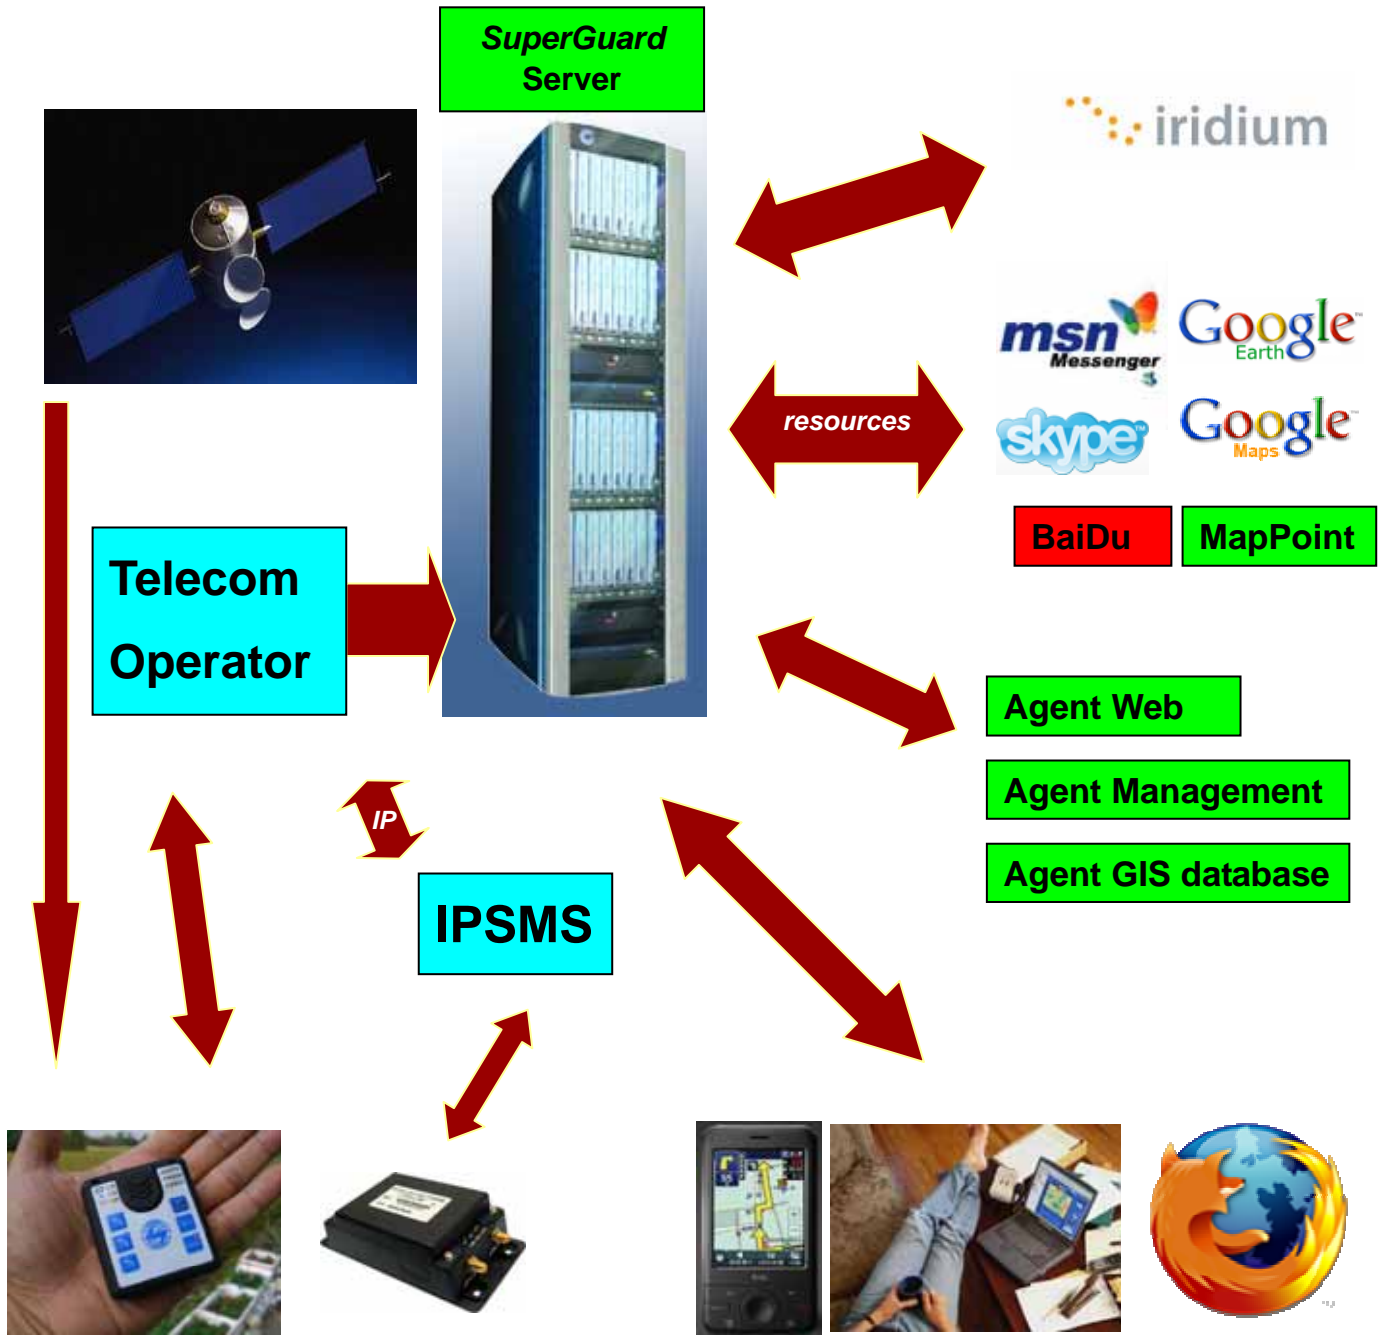 SuperGuard
Server
iridium
msn
Messenger
Google
Earth
skype
Google
Maps
resources
BaiDu
MapPoint
Telecom
Operator
Agent Web
Agent Management
Agent GIS database
IP
IPSMS